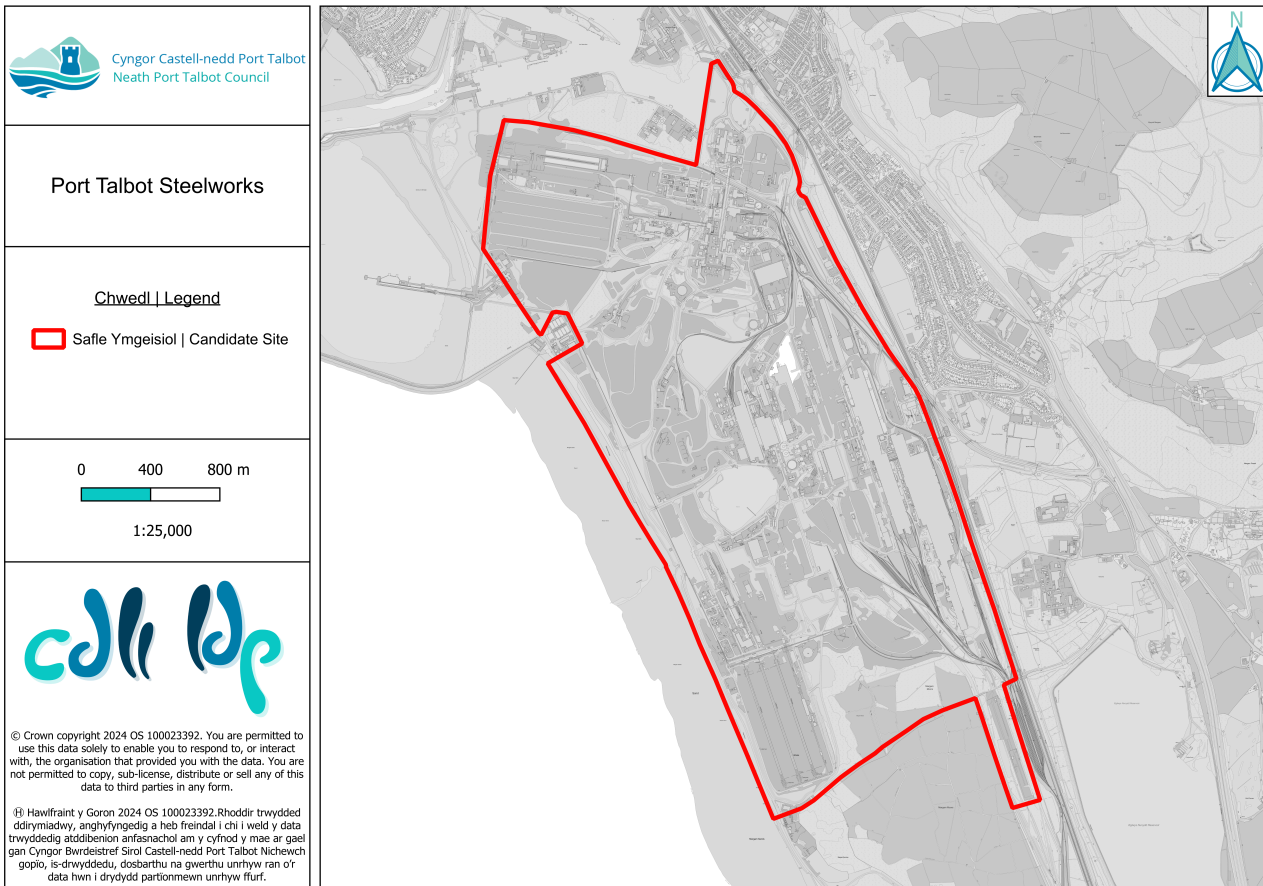 Cyngor Castell-nedd Port Talbot
Neath Port Talbot Council
Port Talbot Steelworks
Chwedl | Legend
Safle Ymgeisiol | Candidate Site
0 400 800 m
1:25,000
cdll ldp
© Crown copyright 2024 OS 100023392. You are permitted to
use this data solely to enable you to respond to, or interact
with, the organisation that provided you with the data. You are
not permitted to copy, sub-license, distribute or sell any of this
data to third parties in any form.
Ⓗ Hawlfraint y Goron 2024 OS 100023392.Rhoddir trwydded
ddirymiadwy, anghyfyngedig a heb freindal i chi i weld y data
trwyddedig atddibenion anfasnachol am y cyfnod y mae ar gael
gan Cyngor Bwrdeistref Sirol Castell-nedd Port Talbot Nichewch
gopïo, is-drwyddedu, dosbarthu na gwerthu unrhyw ran o'r
data hwn i drydydd partïonmewn unrhyw ffurf.
N